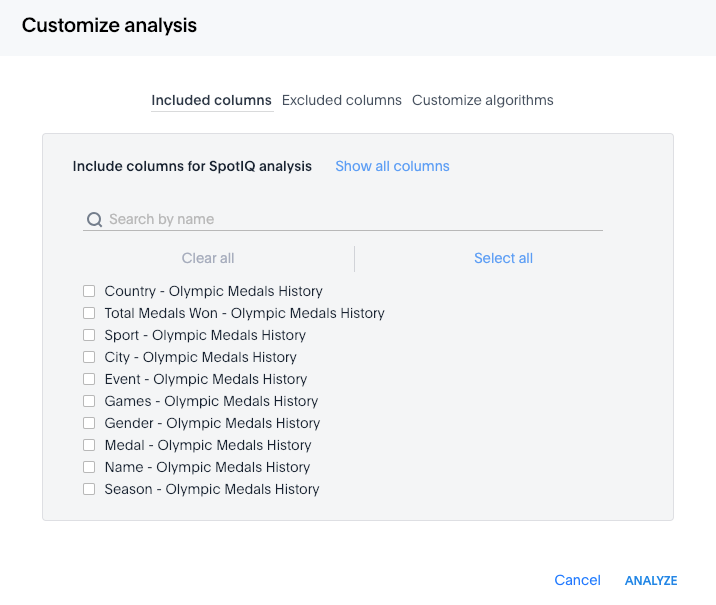 Customize analysis
Included columns Excluded columns Customize algorithms
Include columns for SpotIQ analysis Show all columns
Search by name
Clear all Select all
Country - Olympic Medals History
Total Medals Won - Olympic Medals History
Sport - Olympic Medals History
City - Olympic Medals History
Event - Olympic Medals History
Games - Olympic Medals History
Gender - Olympic Medals History
Medal - Olympic Medals History
Name - Olympic Medals History
Season - Olympic Medals History
Cancel ANALYZE